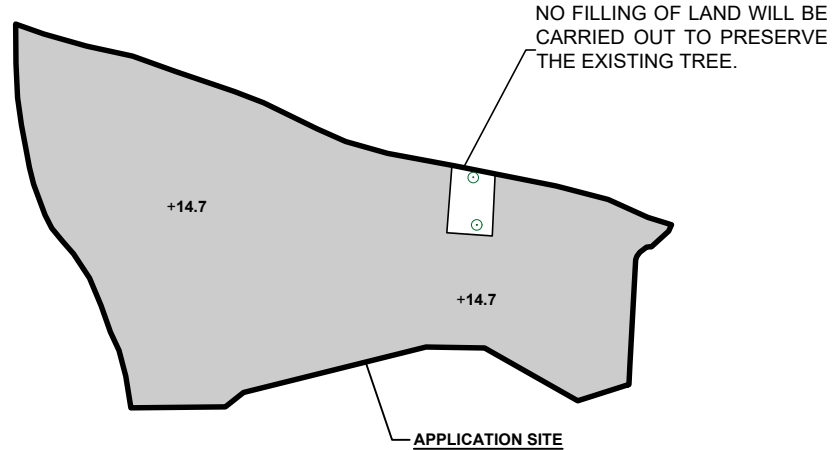 NO FILLING OF LAND WILL BE
CARRIED OUT TO PRESERVE
THE EXISTING TREE.
+14.7
+14.7
APPLICATION SITE